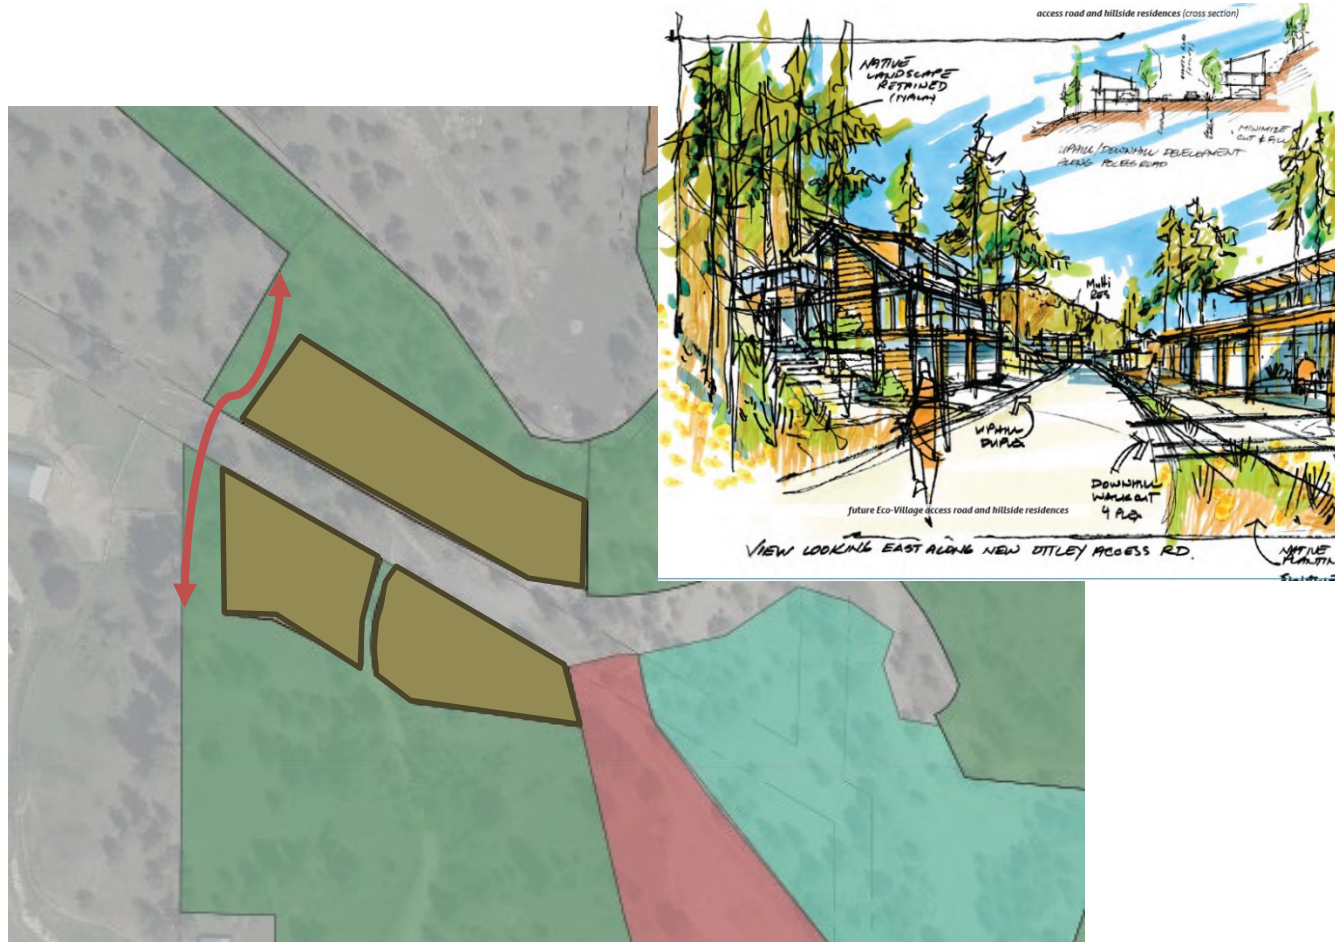 access road and hillside residences (cross section)
NATIVE
LANDSCAPE
RETAINED
MINIMIZE
CUT & FILL
UPHILL/DOWNHILL DEVELOPMENT
ALONG ACCESS ROAD
Multi
RES
UPHILL
DUPLEX
DOWNHILL
WALKOUT
4 PLEX
future Eco-Village access road and hillside residences
VIEW LOOKING EAST ALONG NEW OTTLEY ACCESS RD.
NATIVE
PLANTIN